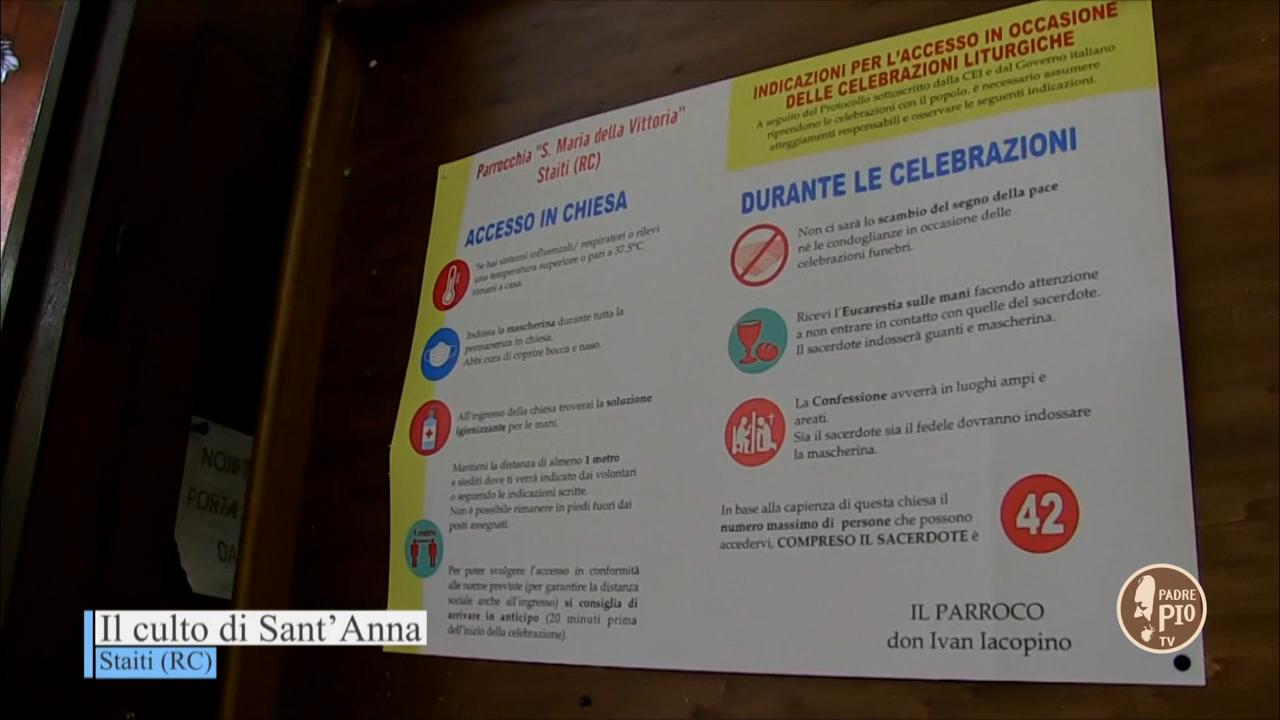 Parrocchia "S. Maria della Vittoria"
Staiti (RC)
ACCESSO IN CHIESA
Se hai sintomi influenzali/ respiratori o rilevi
una temperatura superiore o pari a 37.5°C
rimani a casa.
Indossa la mascherina durante tutta la
permanenza in chiesa.
Abbi cura di coprire bocca e naso.
All'ingresso della chiesa troverai la soluzione
igienizzante per le mani.
Mantieni la distanza di almeno 1 metro
e siediti dove ti verrà indicato dai volontari
o seguendo le indicazioni scritte.
Non è possibile rimanere in piedi fuori dai
posti assegnati.
1 metro
Per poter svolgere l'accesso in conformità
alle norme previste (per garantire la distanza
sociale anche all'ingresso) si consiglia di
arrivare in anticipo (20 minuti prima
dell'inizio della celebrazione).
INDICAZIONI PER L'ACCESSO IN OCCASIONE
DELLE CELEBRAZIONI LITURGICHE
A seguito del Protocollo sottoscritto dalla CEI e dal Governo italiano
riprendono le celebrazioni con il popolo. è necessario assumere
atteggiamenti responsabili e osservare le seguenti indicazioni.
DURANTE LE CELEBRAZIONI
Non ci sarà lo scambio del segno della pace
né le condoglianze in occasione delle
celebrazioni funebri.
Ricevi l'Eucarestia sulle mani facendo attenzione
a non entrare in contatto con quelle del sacerdote.
Il sacerdote indosserà guanti e mascherina.
La Confessione avverrà in luoghi ampi e
areati.
Sia il sacerdote sia il fedele dovranno indossare
la mascherina.
In base alla capienza di questa chiesa il
numero massimo di persone che possono
accedervi, COMPRESO IL SACERDOTE è
42
IL PARROCO
don Ivan Iacopino
NON
PORTA
DA
Il culto di Sant'Anna
Staiti (RC)
PADRE
PIO
TV